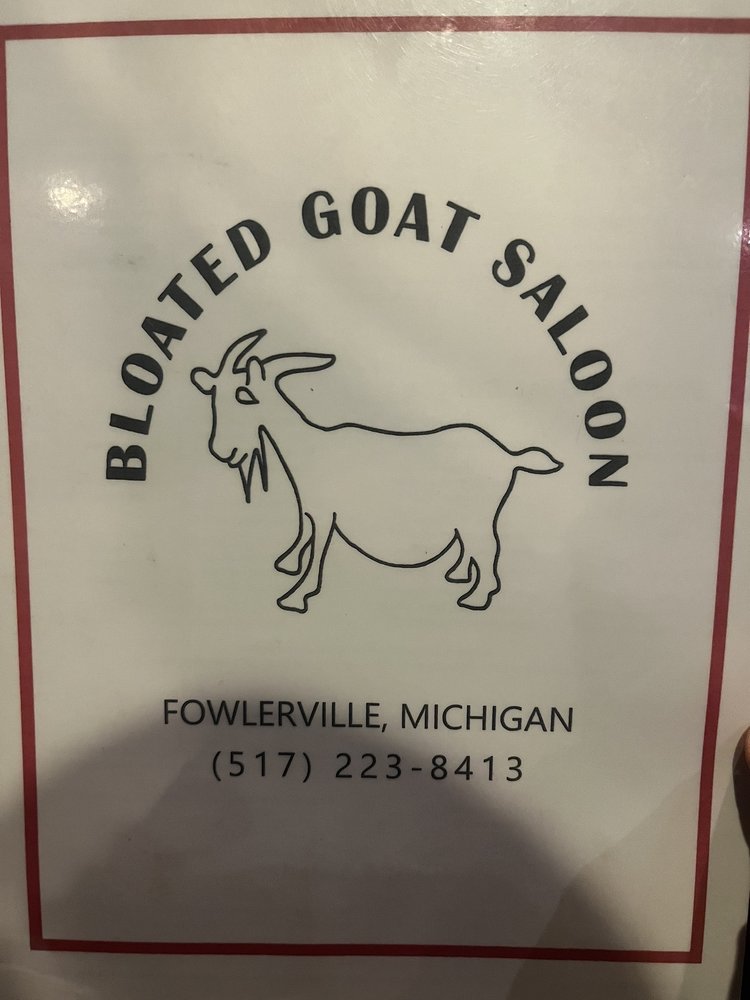 BLOATED GOAT SALOON
FOWLERVILLE, MICHIGAN
(517) 223-8413